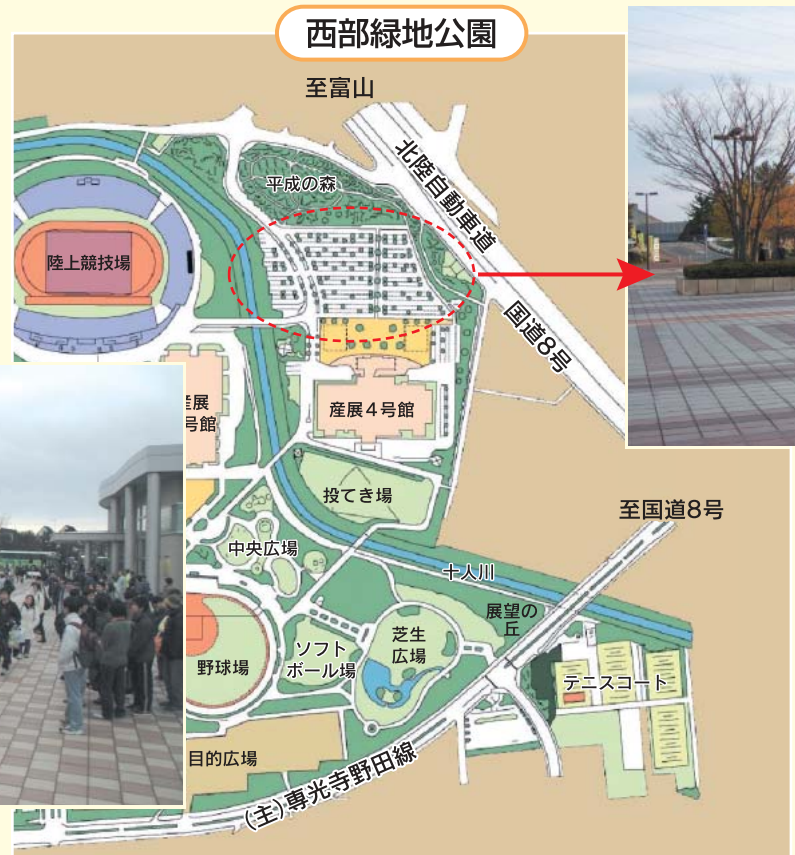 西部緑地公園
至富山
北陸自動車道
平成の森
陸上競技場
国道8号
産展
号館
産展4号館
投てき場
至国道8号
中央広場
十人川
展望の
丘
芝生
広場
ソフト
ボール場
野球場
テニスコート
目的広場
(主)専光寺野田線